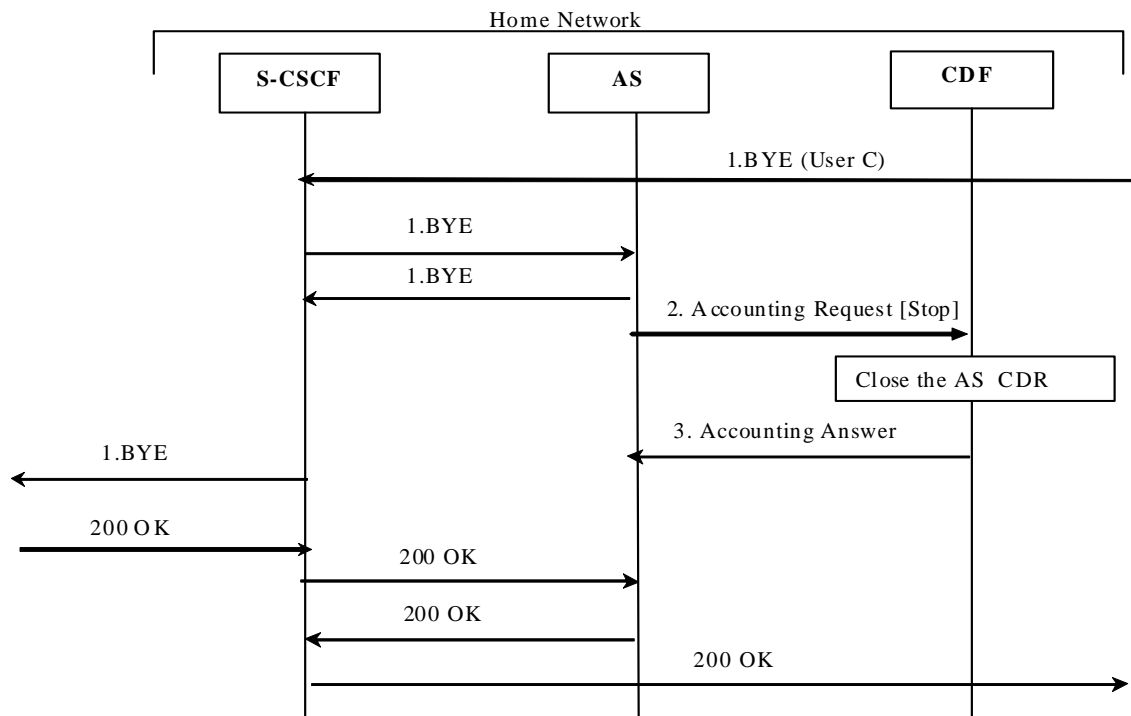 Home Network
S-CSCF
AS
CDF
1.BYE (User C)
1.BYE
1.BYE
2. Accounting Request [Stop]
Close the AS CDR
3. Accounting Answer
1.BYE
200 OK
200 OK
200 OK
200 OK